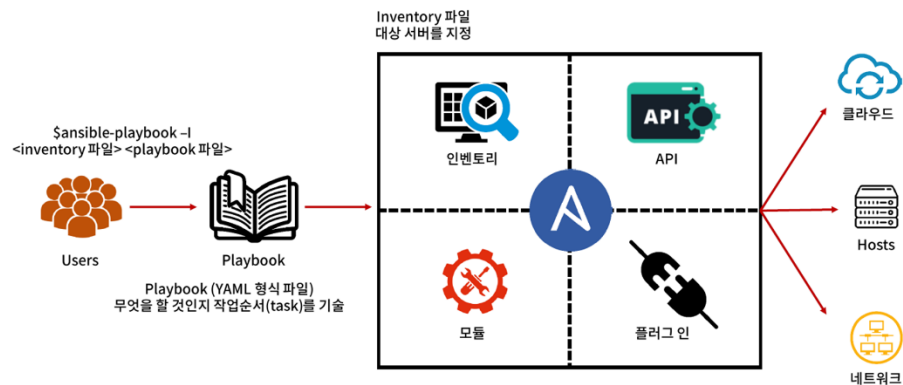 Inventory 파일
대상 서버를 지정
$ansible-playbook –I
<inventory 파일> <playbook 파일>
Users
Playbook
Playbook (YAML 형식 파일)
무엇을 할 것인지 작업순서(task)를 기술
인벤토리
API
API
모듈
플러그 인
클라우드
Hosts
네트워크